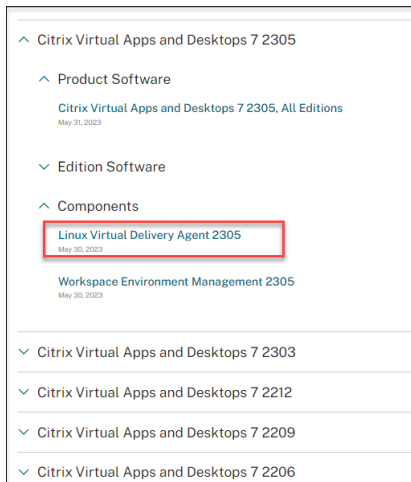 Citrix Virtual Apps and Desktops 7 2305
Product Software
Citrix Virtual Apps and Desktops 7 2305, All Editions
May 31, 2023
Edition Software
Components
Linux Virtual Delivery Agent 2305
May 30, 2023
Workspace Environment Management 2305
May 30, 2023
Citrix Virtual Apps and Desktops 7 2303
Citrix Virtual Apps and Desktops 7 2212
Citrix Virtual Apps and Desktops 7 2209
Citrix Virtual Apps and Desktops 7 2206